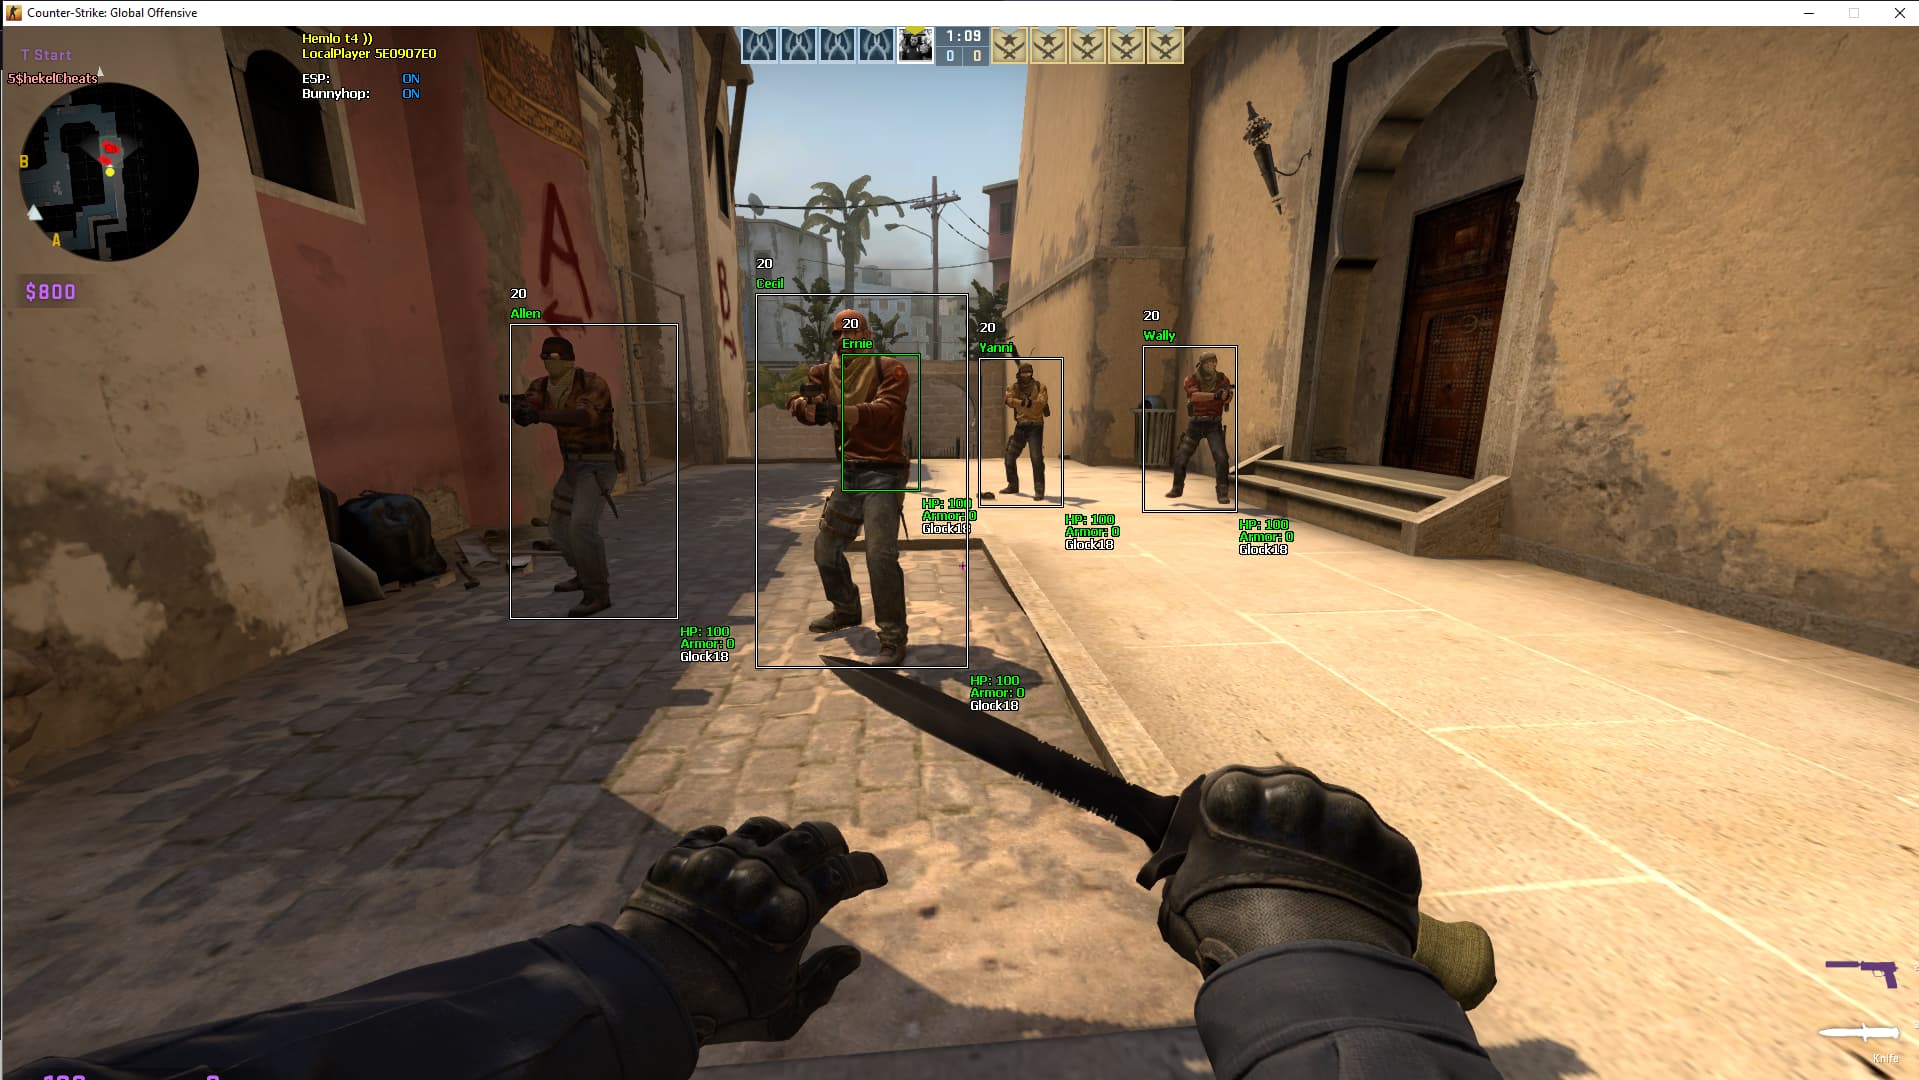 Counter-Strike: Global Offensive
T Start
5$hekelCheats
Hemlo t4 ))
LocalPlayer 5E0907E0
ESP: ON
Bunnyhop: ON
1:09
0 0
B
A
$800
A
B
20
Allen
HP: 100
Armor: 0
Glock18
20
Cecil
HP: 100
Armor: 0
Glock18
20
Ernie
HP: 100
Armor: 0
Glock18
20
Yanni
HP: 100
Armor: 0
Glock18
20
Wally
HP: 100
Armor: 0
Glock18
Knife